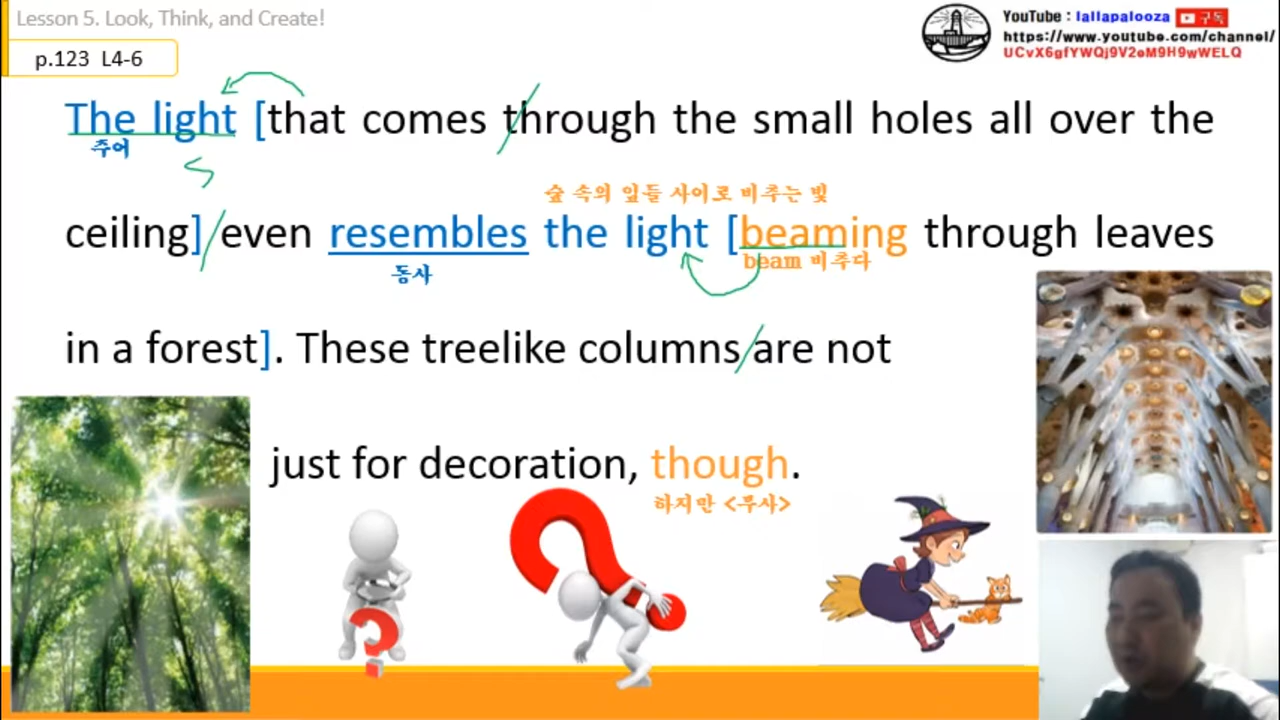 Lesson 5. Look, Think, and Create!
p.123 L4-6
YouTube : lallapalooza 구독
https://www.youtube.com/channel/
UCvX6gfYWQj9V2eM9H9wWELQ
The light [that comes through the small holes all over the
주어
S
숲 속의 잎들 사이로 비추는 빛
ceiling] even resembles the light [beaming through leaves
동사
beam 비추다
in a forest]. These treelike columns are not
just for decoration, though.
하지만 <부사>